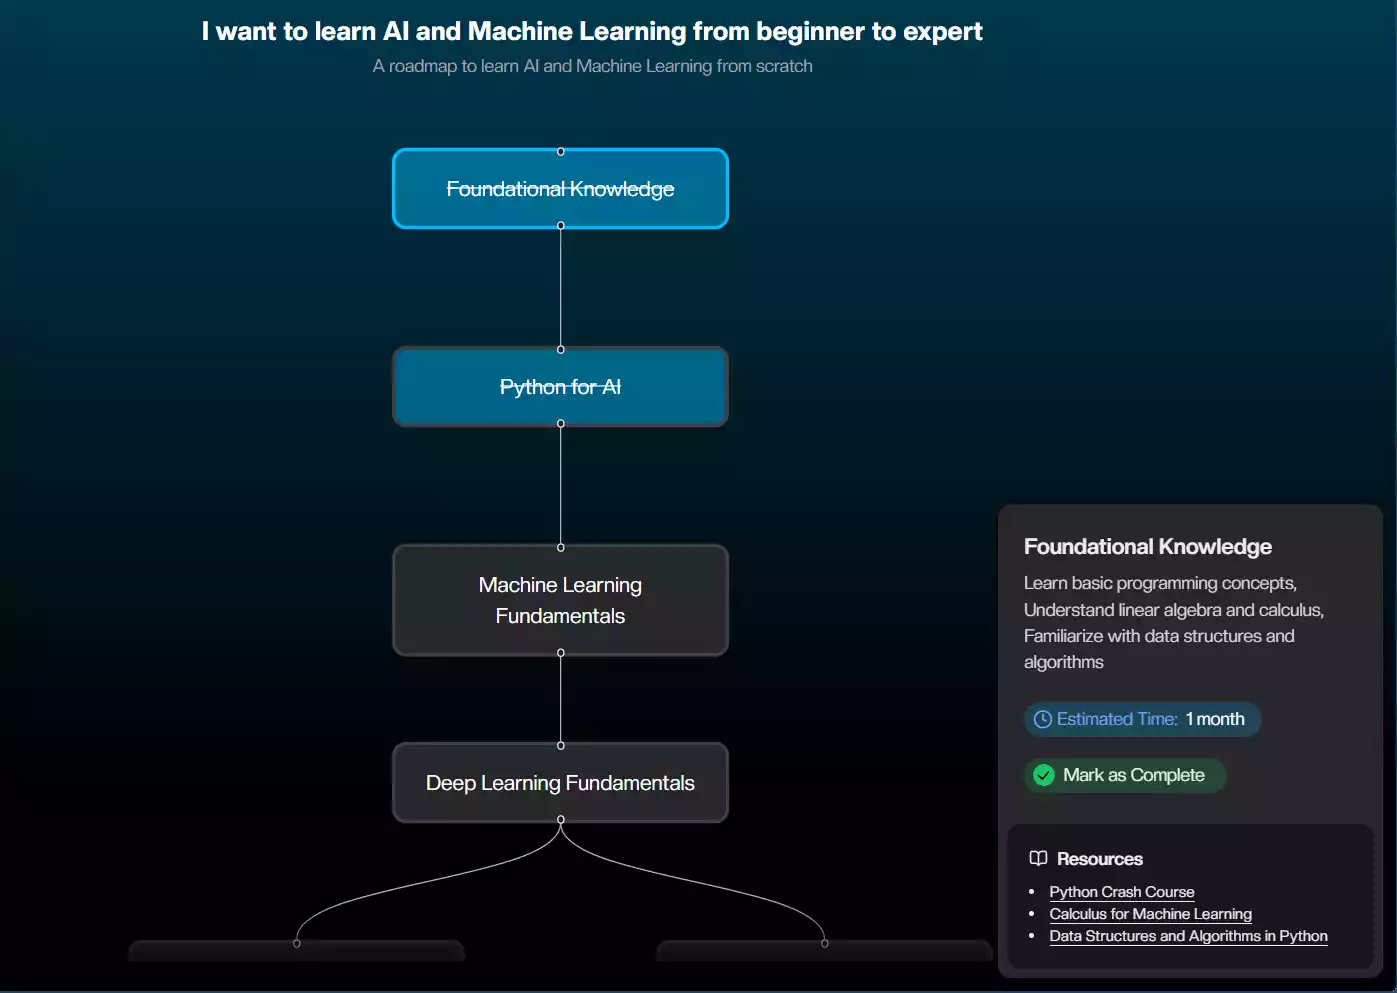 I want to learn AI and Machine Learning from beginner to expert
A roadmap to learn AI and Machine Learning from scratch
Foundational Knowledge
Python for AI
Machine Learning
Fundamentals
Deep Learning Fundamentals
Foundational Knowledge
Learn basic programming concepts,
Understand linear algebra and calculus,
Familiarize with data structures and
algorithms
Estimated Time: 1 month
Mark as Complete
Resources
Python Crash Course
Calculus for Machine Learning
Data Structures and Algorithms in Python